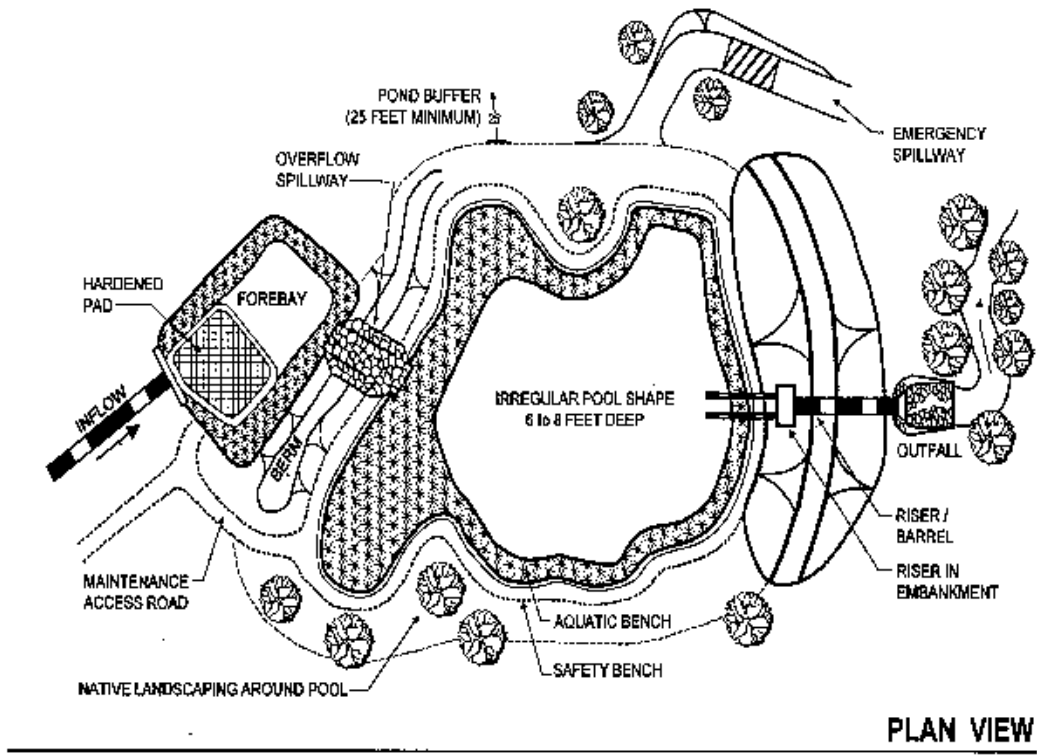 POND BUFFER
(25 FEET MINIMUM)
25'
OVERFLOW
SPILLWAY
EMERGENCY
SPILLWAY
HARDENED
PAD
FOREBAY
INFLOW
BERM
IRREGULAR POOL SHAPE
6 to 8 FEET DEEP
OUTFALL
RISER /
BARREL
RISER IN
EMBANKMENT
MAINTENANCE
ACCESS ROAD
AQUATIC BENCH
SAFETY BENCH
NATIVE LANDSCAPING AROUND POOL
PLAN VIEW